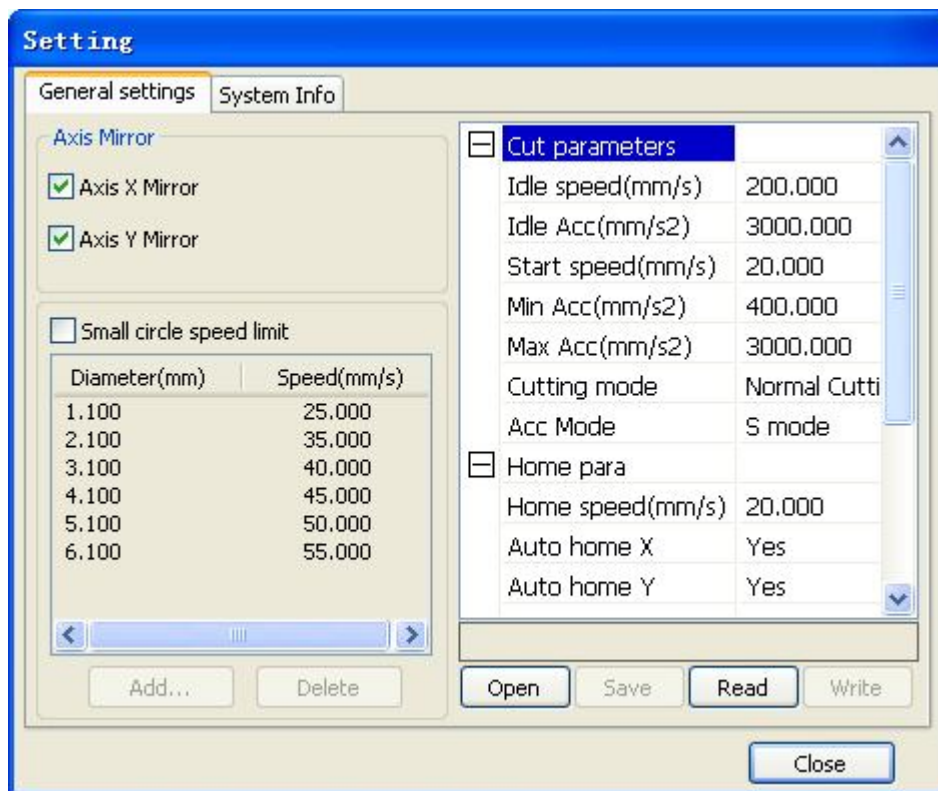 Setting
General settings
System Info
Axis Mirror
Axis X Mirror
Axis Y Mirror
Small circle speed limit
Diameter(mm) Speed(mm/s)
1.100 25.000
2.100 35.000
3.100 40.000
4.100 45.000
5.100 50.000
6.100 55.000
Add...
Delete
Cut parameters
Idle speed(mm/s) 200.000
Idle Acc(mm/s2) 3000.000
Start speed(mm/s) 20.000
Min Acc(mm/s2) 400.000
Max Acc(mm/s2) 3000.000
Cutting mode Normal Cutti
Acc Mode S mode
Home para
Home speed(mm/s) 20.000
Auto home X Yes
Auto home Y Yes
Open
Save
Read
Write
Close